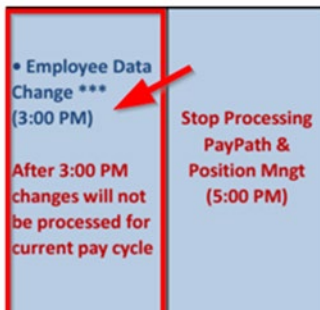 • Employee Data
Change ***
(3:00 PM)
After 3:00 PM
changes will not
be processed for
current pay cycle
Stop Processing
PayPath &
Position Mngt
(5:00 PM)